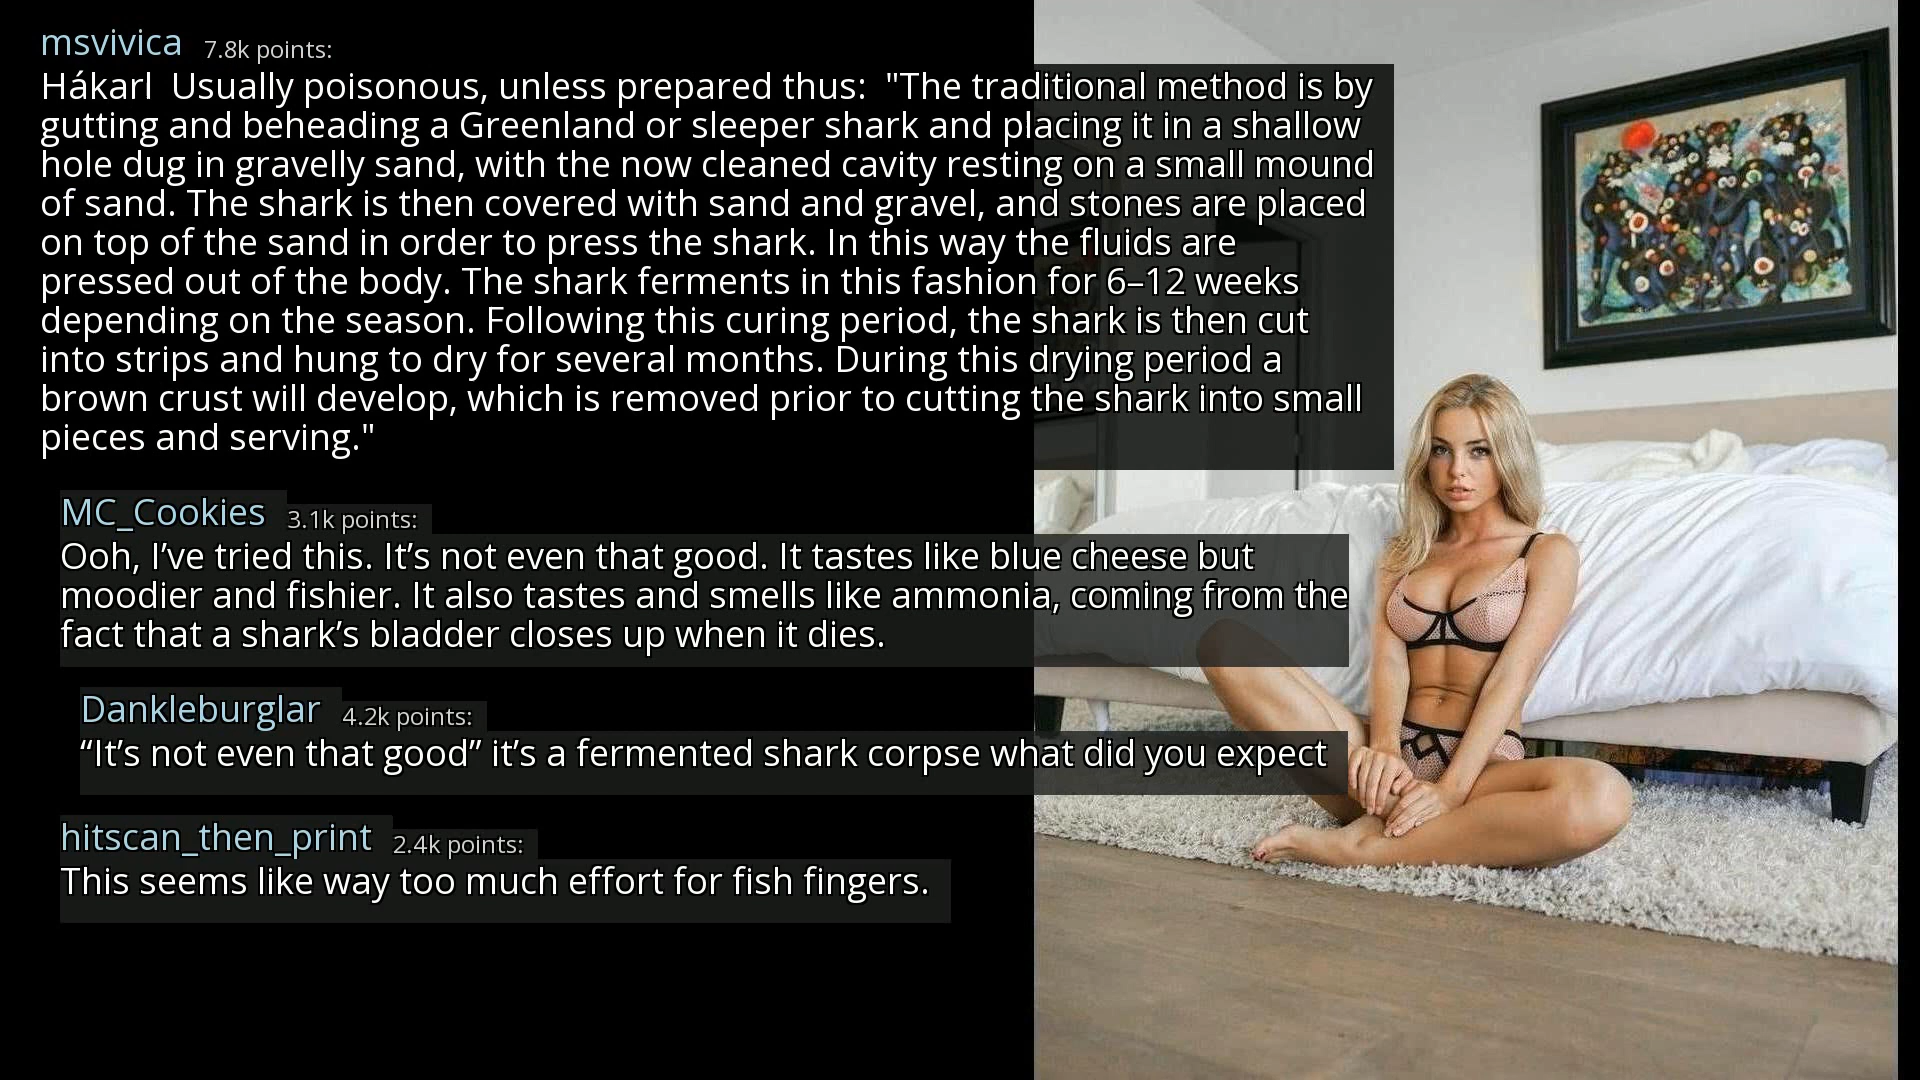 msvivica 7.8k points:
Hákarl  Usually poisonous, unless prepared thus:  "The traditional method is by
gutting and beheading a Greenland or sleeper shark and placing it in a shallow
hole dug in gravelly sand, with the now cleaned cavity resting on a small mound
of sand. The shark is then covered with sand and gravel, and stones are placed
on top of the sand in order to press the shark. In this way the fluids are
pressed out of the body. The shark ferments in this fashion for 6–12 weeks
depending on the season. Following this curing period, the shark is then cut
into strips and hung to dry for several months. During this drying period a
brown crust will develop, which is removed prior to cutting the shark into small
pieces and serving."
MC_Cookies 3.1k points:
Ooh, I’ve tried this. It’s not even that good. It tastes like blue cheese but
moodier and fishier. It also tastes and smells like ammonia, coming from the
fact that a shark’s bladder closes up when it dies.
Dankleburglar 4.2k points:
“It’s not even that good” it’s a fermented shark corpse what did you expect
hitscan_then_print 2.4k points:
This seems like way too much effort for fish fingers.